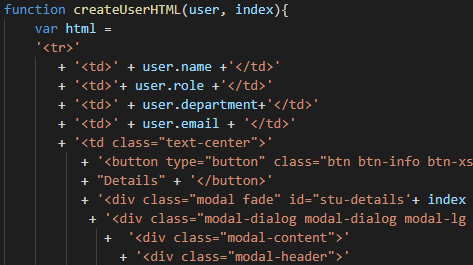 function createUserHTML(user, index){
var html =
'<tr>'
+ '<td>' + user.name +'</td>'
+ '<td>'+ user.role +'</td>'
+ '<td>' + user.department+'</td>'
+ '<td>' + user.email + '</td>'
+ '<td class="text-center">'
+ '<button type="button" class="btn btn-info btn-xs
+ "Details" + '</button>'
+ '<div class="modal fade" id="stu-details'+ index
+ '<div class="modal-dialog modal-dialog modal-lg
+ '<div class="modal-content">'
+ '<div class="modal-header">'